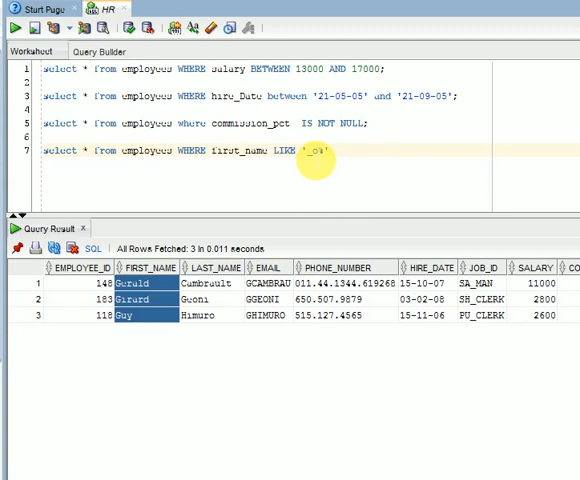 Start Page × HR ×
Worksheet Query Builder
1 select * from employees WHERE salary BETWEEN 13000 AND 17000;
2
3 select * from employees WHERE hire_Date between '21-05-05' and '21-09-05';
4
5 select * from employees where commission_pct IS NOT NULL;
6
7 select * from employees WHERE first_name LIKE '_o%'
Query Result ×
SQL | All Rows Fetched: 3 in 0.011 seconds
EMPLOYEE_ID FIRST_NAME LAST_NAME EMAIL PHONE_NUMBER HIRE_DATE JOB_ID SALARY CO
1 148 Gerald Cambrault GCAMBRAU 011.44.1344.619268 15-10-07 SA_MAN 11000
2 183 Girard Geoni GGEONI 650.507.9879 03-02-08 SH_CLERK 2800
3 118 Guy Himuro GHIMURO 515.127.4565 15-11-06 PU_CLERK 2600